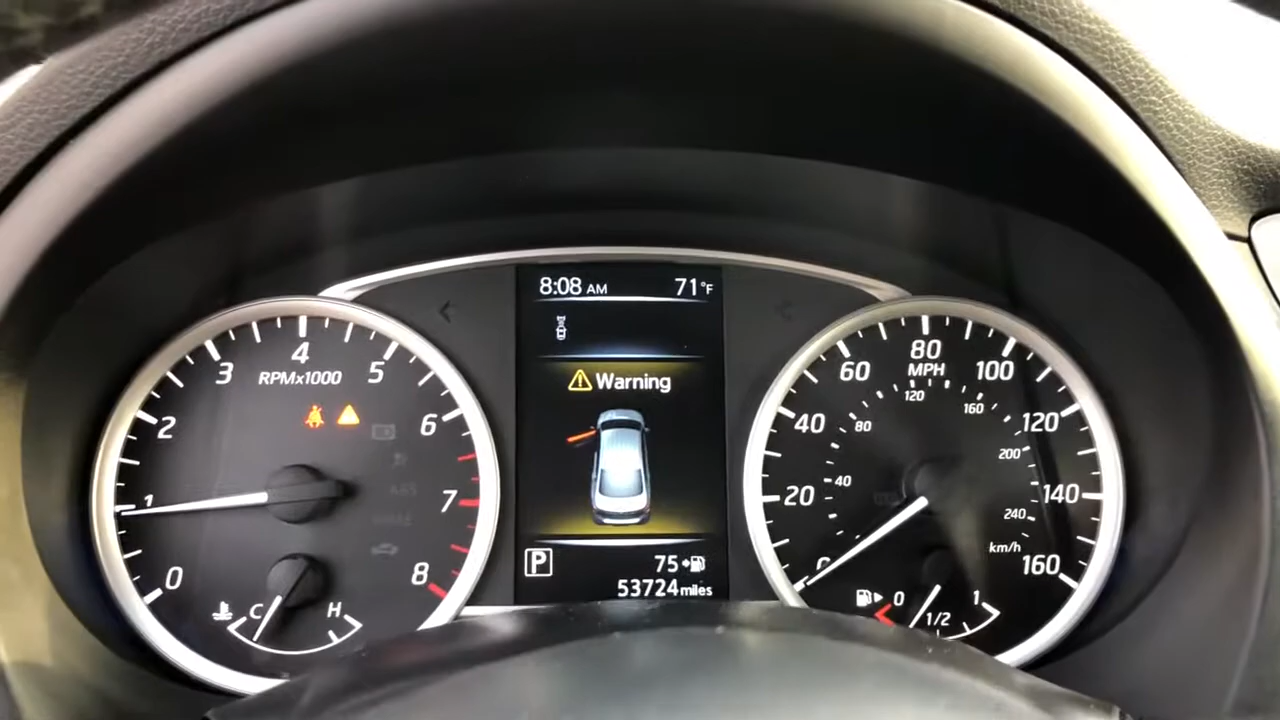 8:08 AM 71°F
Warning
P
75
53724 miles
0
1
2
3
4
5
6
7
8
RPMx1000
C H
0
20
40
60
80
100
120
140
160
MPH
40
80
120
160
200
240
km/h
0 1/2 1